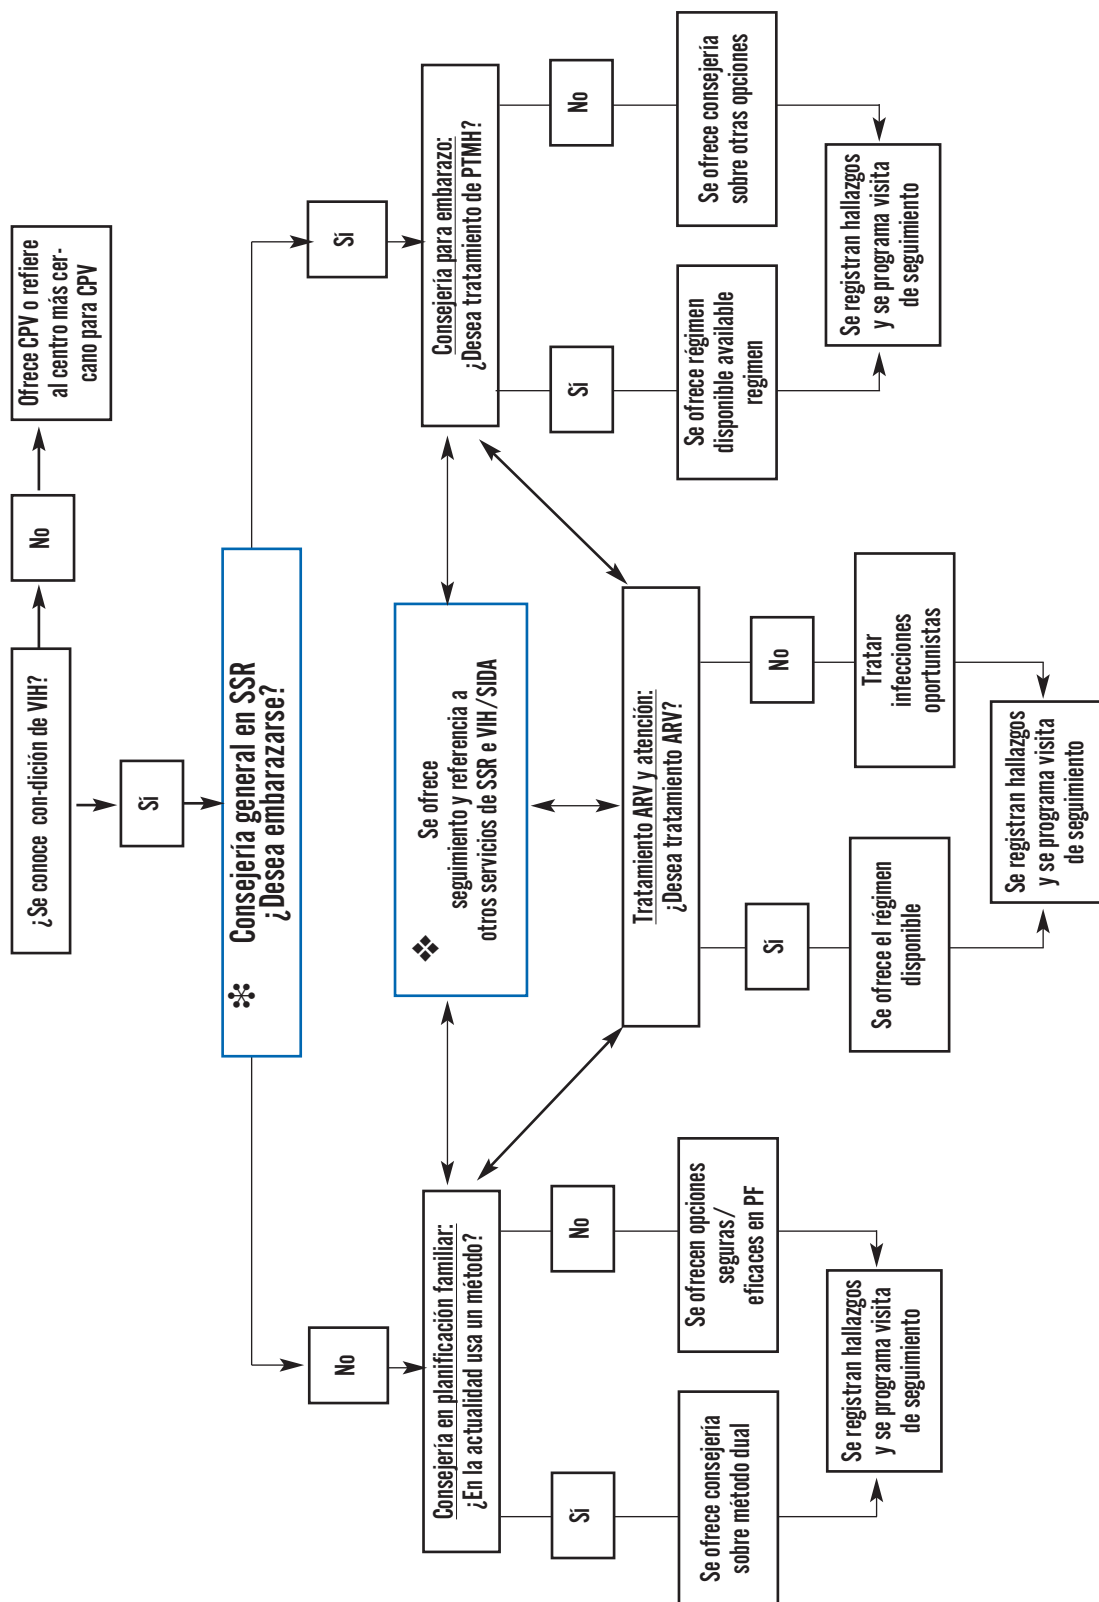 ¿Se conoce con-dición de VIH?
No
Ofrece CPV o refiere
al centro más cer-
cano para CPV
Sí
Consejería general en SSR
¿Desea embarazarse?
No
Sí
Consejería en planificación familiar:
¿En la actualidad usa un método?
Se ofrece
seguimiento y referencia a
otros servicios de SSR e VIH/SIDA
Consejería para embarazo:
¿Desea tratamiento de PTMH?
Sí
No
Sí
No
Se ofrece consejería
sobre método dual
Se ofrecen opciones
seguras/
eficaces en PF
Tratamiento ARV y atención:
¿Desea tratamiento ARV?
Se ofrece régimen
disponible available
regimen
Se ofrece consejería
sobre otras opciones
Sí
No
Se registran hallazgos
y se programa visita
de seguimiento
Se ofrece el régimen
disponible
Tratar
infecciones
oportunistas
Se registran hallazgos
y se programa visita
de seguimiento
Se registran hallazgos
y se programa visita
de seguimiento